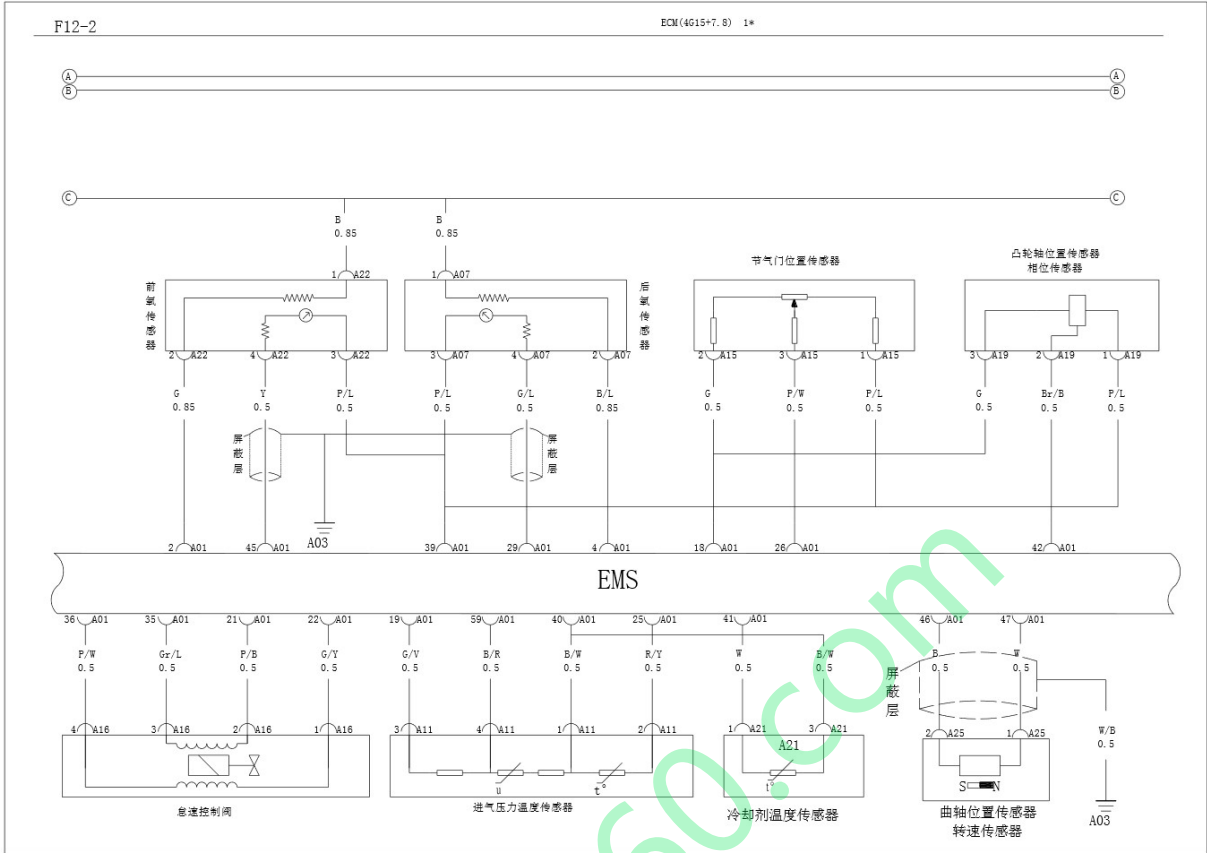 F12-2
ECM(4G15+7.8) 1*
A A
B B
C C
B
0.85
B
0.85
1 A22
1 A07
节气门位置传感器
凸轮轴位置传感器
相位传感器
前氧传感器
后氧传感器
2 A22
4 A22
3 A22
3 A07
4 A07
2 A07
2 A15
3 A15
1 A15
3 A19
2 A19
1 A19
G
0.85
Y
0.5
P/L
0.5
P/L
0.5
G/L
0.5
B/L
0.85
G
0.5
P/W
0.5
P/L
0.5
G
0.5
Br/B
0.5
P/L
0.5
屏蔽层
屏蔽层
A03
2 A01
45 A01
39 A01
29 A01
4 A01
18 A01
26 A01
42 A01
EMS
36 A01
35 A01
21 A01
22 A01
19 A01
59 A01
40 A01
25 A01
41 A01
46 A01
47 A01
P/W
0.5
Gr/L
0.5
P/B
0.5
G/Y
0.5
G/V
0.5
B/R
0.5
B/W
0.5
R/Y
0.5
W
0.5
B/W
0.5
B
0.5
W
0.5
屏蔽层
W/B
0.5
4 A16
3 A16
2 A16
1 A16
3 A11
4 A11
1 A11
2 A11
1 A21
3 A21
2 A25
1 A25
A21
u
t°
t°
S N
怠速控制阀
进气压力温度传感器
冷却剂温度传感器
曲轴位置传感器
转速传感器
A03
60.com